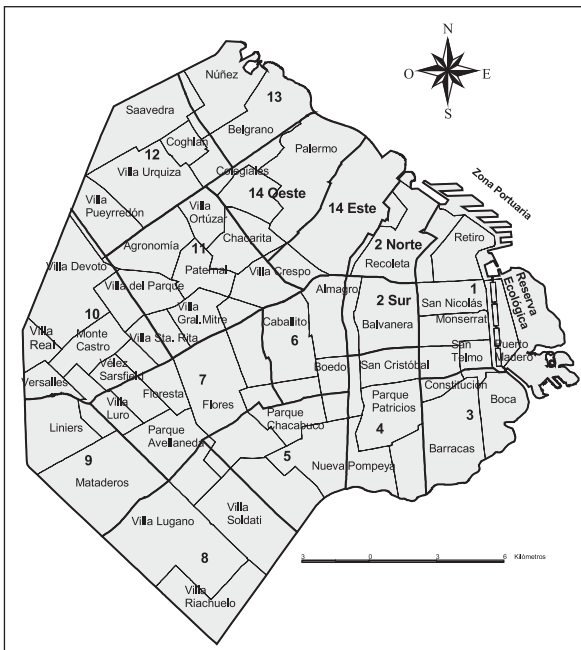 N
O
E
S
Núñez
Saavedra
13
Coghlan
Belgrano
12
Villa Urquiza
Palermo
Colegiales
Villa
Pueyrredón
14 Oeste
Villa
Ortúza
14 Este
Zona Portuaria
Agronomía
Chacarita
2 Norte
Retiro
11
Recoleta
Villa Devoto
Paternal
Villa Crespo
Villa del Parque
Almagro
1
Reserva
Ecológica
2 Sur
San Nicolás
10
Villa
Gral. Mitre
Caballito
Balvanera
Monserrat
Villa
Real
Monte
Castro
Villa Sta. Rita
6
San
Telmo
Puerto
Madero
Versalles
Vélez
Sarsfield
Boedo
San Cristóbal
7
Constitución
Villa
Luro
Floresta
Flores
Parque
Patricios
Boca
Parque
Chacabuco
3
Liniers
Parque
Avellaneda
4
Barracas
9
5
Nueva Pompeya
Mataderos
Villa Lugano
Villa
Soldati
8
Villa
Riachuelo
3 0 3 6 Kilómetros